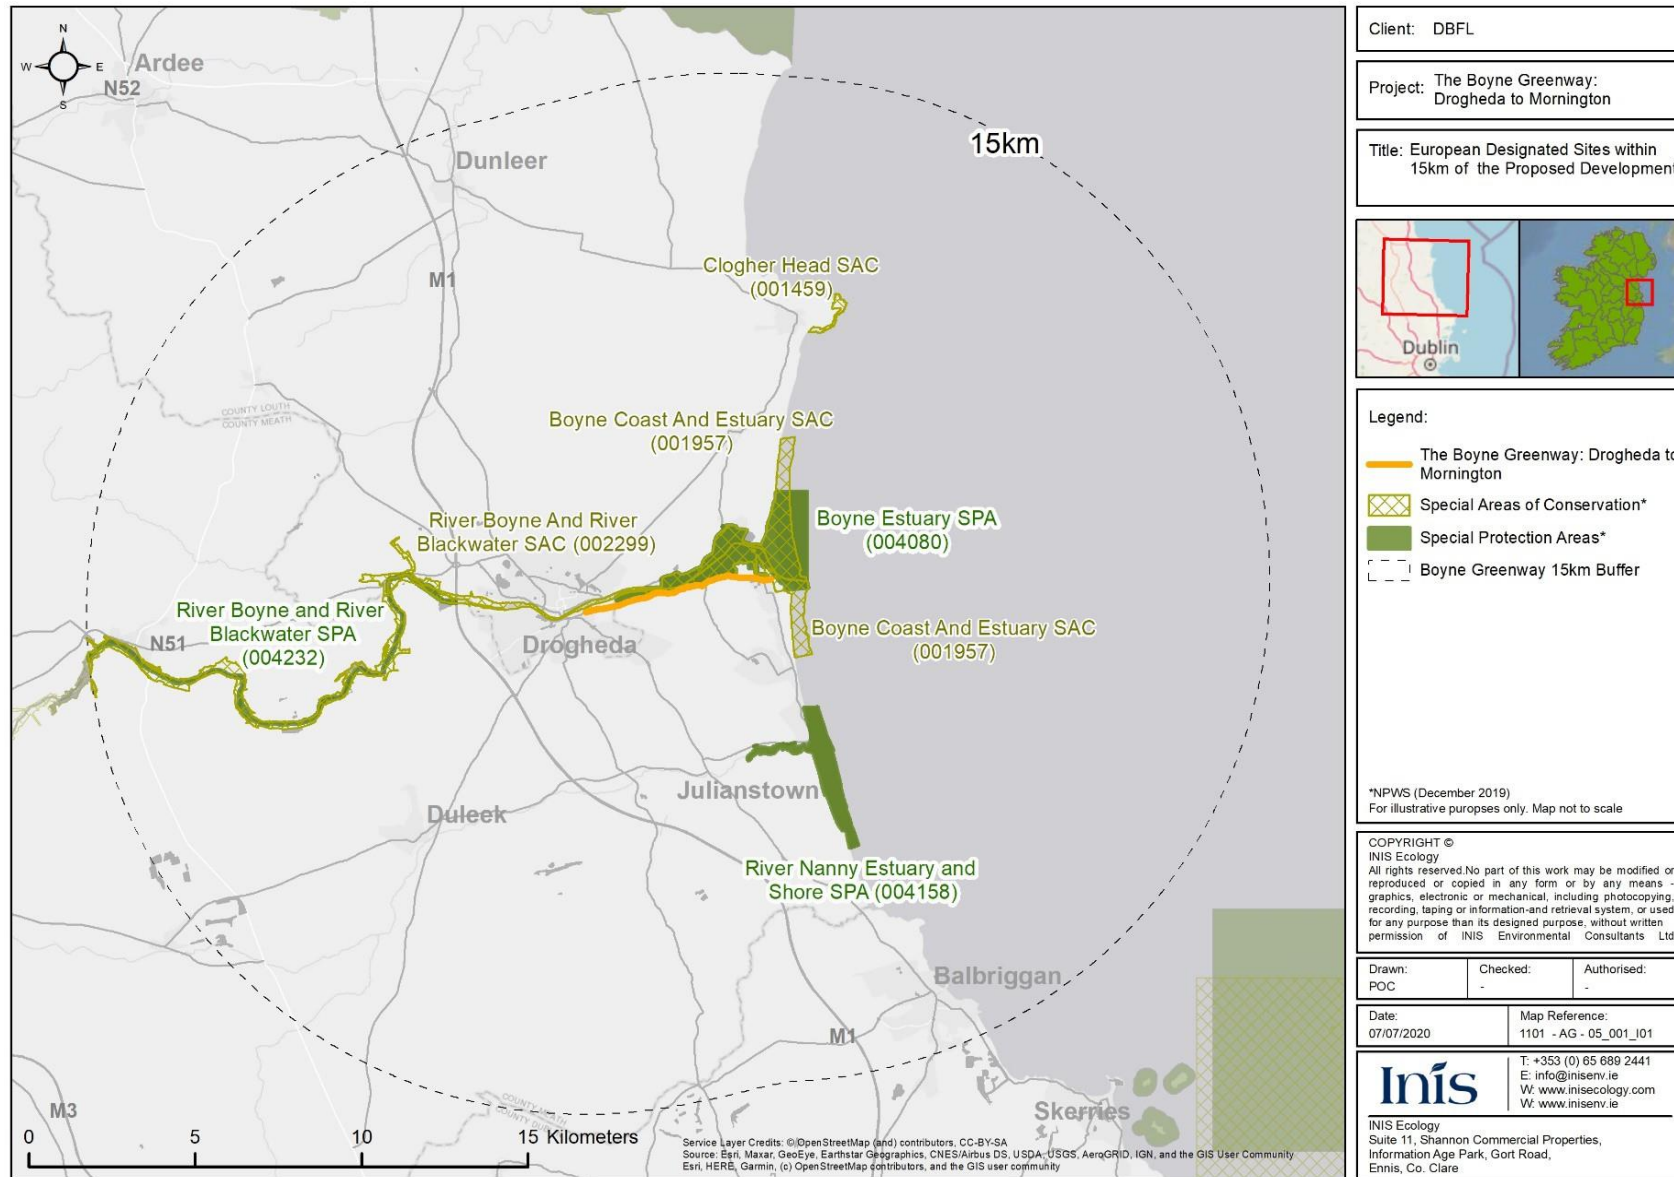 N
W
E
S
Ardee
N52
Dunleer
15km
M1
Clogher Head SAC
(001459)
COUNTY LOUTH
COUNTY MEATH
Boyne Coast And Estuary SAC
(001957)
River Boyne And River
Blackwater SAC (002299)
Boyne Estuary SPA
(004080)
River Boyne and River
Blackwater SPA
(004232)
N51
Drogheda
Boyne Coast And Estuary SAC
(001957)
Julianstown
Duleek
River Nanny Estuary and
Shore SPA (004158)
Balbriggan
M1
Skerries
M3
COUNTY MEATH
0 5 10 15 Kilometers
Service Layer Credits: © OpenStreetMap (and) contributors, CC-BY-SA
Source: Esri, Maxar, GeoEye, Earthstar Geographics, CNES/Airbus DS, USDA, USGS, AeroGRID, IGN, and the GIS User Community
Esri, HERE, Garmin, (c) OpenStreetMap contributors, and the GIS user community
Client: DBFL
Project: The Boyne Greenway:
Drogheda to Mornington
Title: European Designated Sites within
15km of the Proposed Development
Dublin
Legend:
The Boyne Greenway: Drogheda to
Mornington
Special Areas of Conservation*
Special Protection Areas*
Boyne Greenway 15km Buffer
*NPWS (December 2019)
For illustrative puropses only. Map not to scale
COPYRIGHT ©
INIS Ecology
All rights reserved.No part of this work may be modified or
reproduced or copied in any form or by any means -
graphics, electronic or mechanical, including photocopying,
recording, taping or information-and retrieval system, or used
for any purpose than its designed purpose, without written
permission of INIS Environmental Consultants Ltd
Drawn:
POC
Checked:
-
Authorised:
-
Date:
07/07/2020
Map Reference:
1101 - AG - 05_001_I01
Inís
T: +353 (0) 65 689 2441
E: info@inisenv.ie
W: www.inisecology.com
W: www.inisenv.ie
INIS Ecology
Suite 11, Shannon Commercial Properties,
Information Age Park, Gort Road,
Ennis, Co. Clare